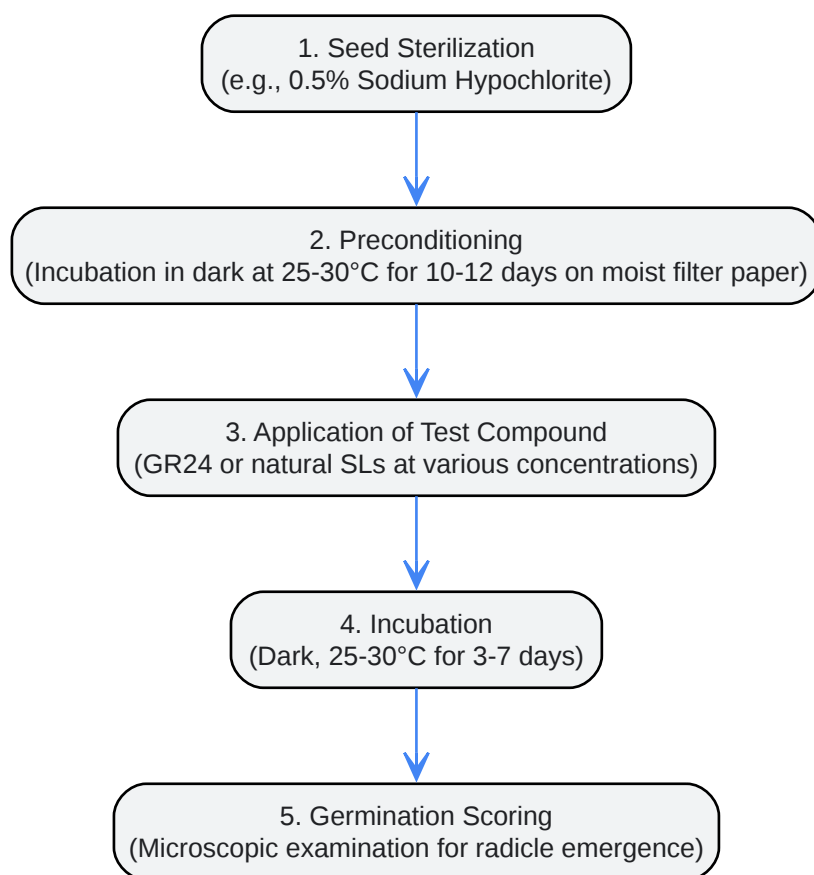 1. Seed Sterilization
(e.g., 0.5% Sodium Hypochlorite)
2. Preconditioning
(Incubation in dark at 25-30°C for 10-12 days on moist filter paper)
3. Application of Test Compound
(GR24 or natural SLs at various concentrations)
4. Incubation
(Dark, 25-30°C for 3-7 days)
5. Germination Scoring
(Microscopic examination for radicle emergence)